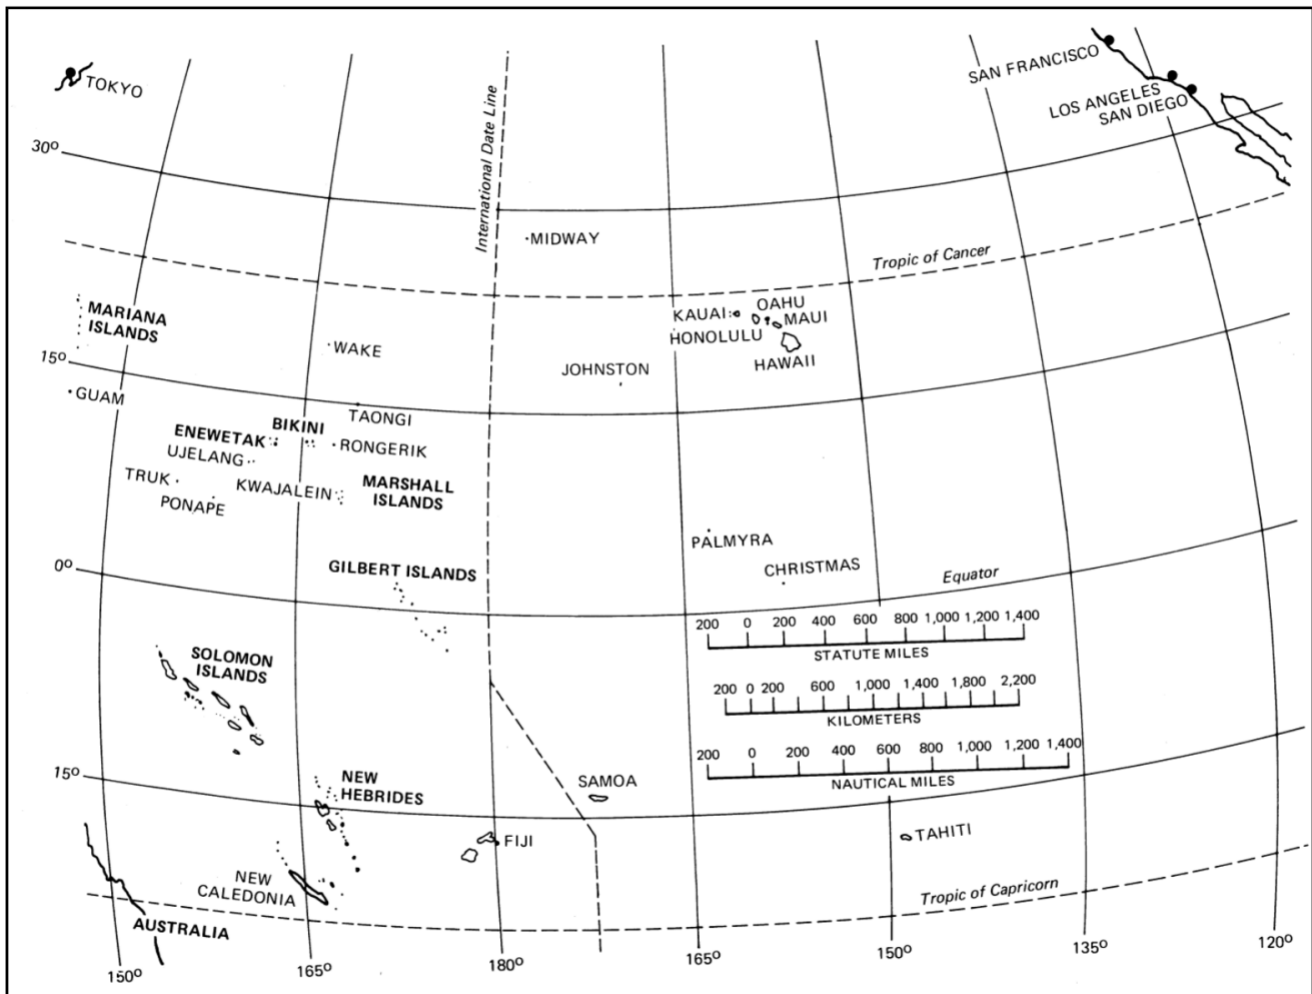 SAN FRANCISCO
LOS ANGELES
SAN DIEGO
TOKYO
International Date Line
30°
MIDWAY
Tropic of Cancer
MARIANA
ISLANDS
KAUAI
OAHU
MAUI
HONOLULU
HAWAII
WAKE
15°
JOHNSTON
GUAM
TAONGI
BIKINI
ENEWETAK
RONGERIK
UJELANG
TRUK
KWAJALEIN
MARSHALL
ISLANDS
PONAPE
PALMYRA
0°
GILBERT ISLANDS
CHRISTMAS
Equator
200 0 200 400 600 800 1,000 1,200 1,400
STATUTE MILES
SOLOMON
ISLANDS
200 0 200 600 1,000 1,400 1,800 2,200
KILOMETERS
200 0 200 400 600 800 1,000 1,200 1,400
NAUTICAL MILES
15°
NEW
HEBRIDES
SAMOA
FIJI
TAHITI
NEW
CALEDONIA
Tropic of Capricorn
AUSTRALIA
150° 165° 180° 165° 150° 135° 120°